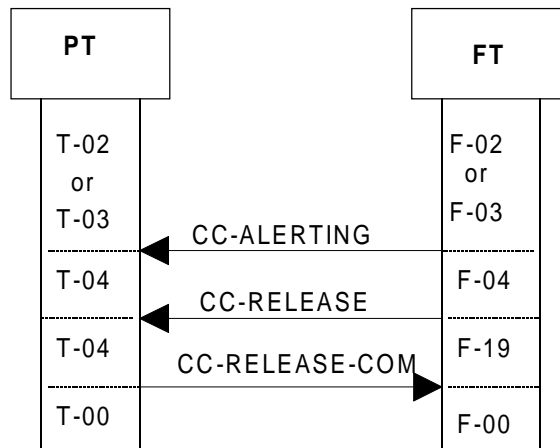 PT
FT
T-02
or
T-03
F-02
or
F-03
CC-ALERTING
T-04
F-04
CC-RELEASE
T-04
F-19
CC-RELEASE-COM
T-00
F-00